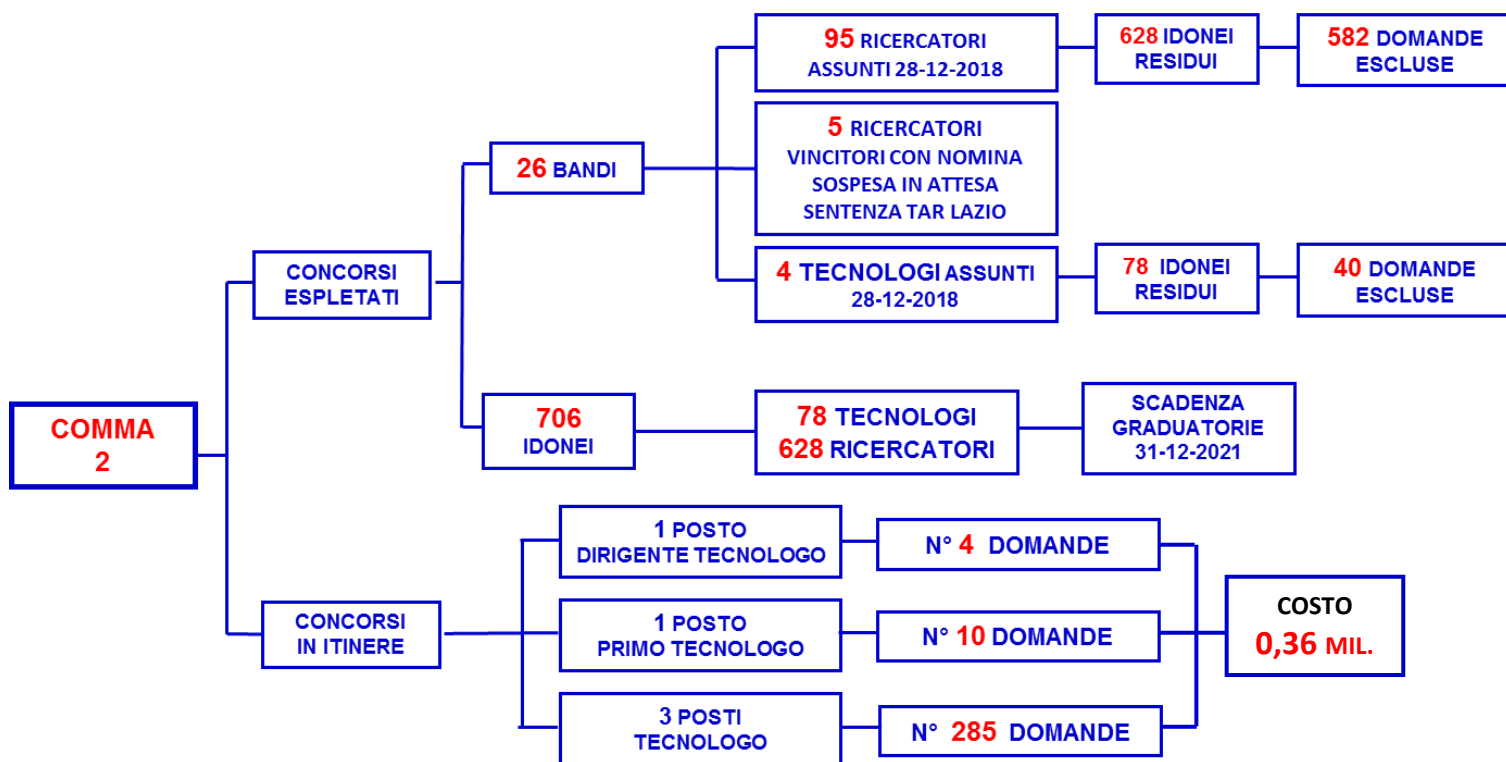 95 RICERCATORI
ASSUNTI 28-12-2018
628 IDONEI
RESIDUI
582 DOMANDE
ESCLUSE
5 RICERCATORI
VINCITORI CON NOMINA
SOSPESA IN ATTESA
SENTENZA TAR LAZIO
26 BANDI
4 TECNOLOGI ASSUNTI
28-12-2018
78 IDONEI
RESIDUI
40 DOMANDE
ESCLUSE
CONCORSI
ESPLETATI
706
IDONEI
78 TECNOLOGI
628 RICERCATORI
SCADENZA
GRADUATORIE
31-12-2021
COMMA
2
1 POSTO
DIRIGENTE TECNOLOGO
N° 4 DOMANDE
CONCORSI
IN ITINERE
1 POSTO
PRIMO TECNOLOGO
N° 10 DOMANDE
COSTO
0,36 MIL.
3 POSTI
TECNOLOGO
N° 285 DOMANDE